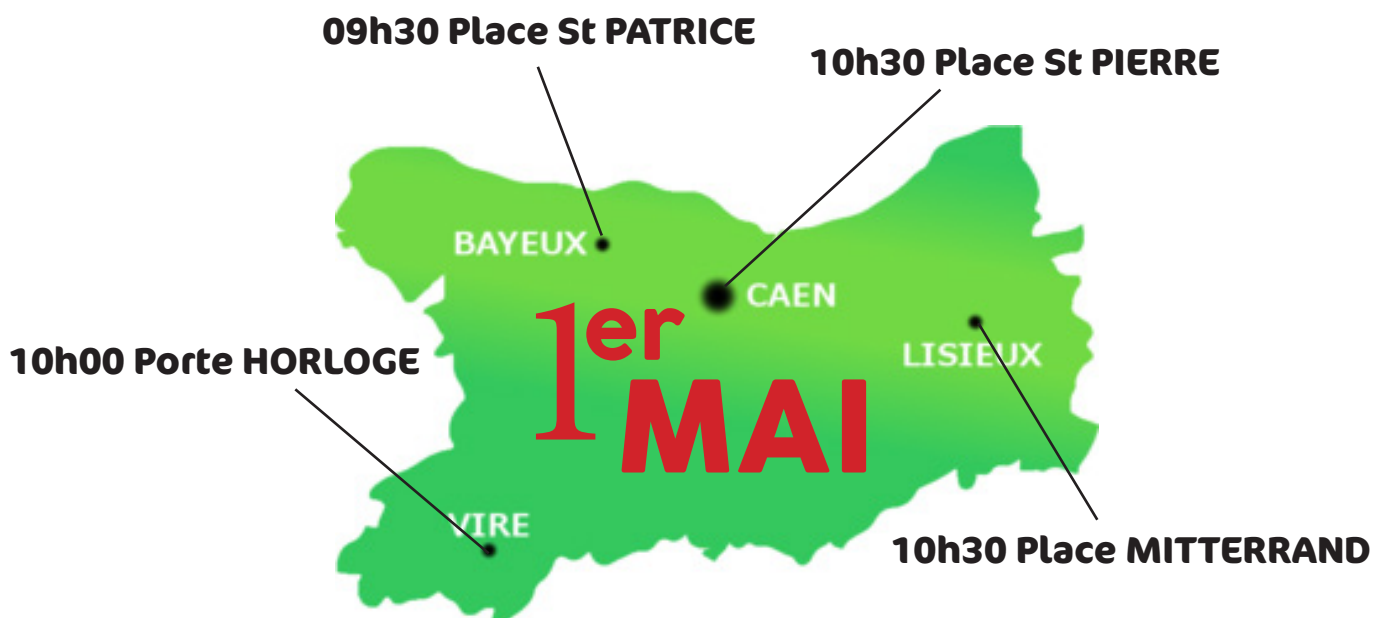 09h30 Place St PATRICE
10h30 Place St PIERRE
BAYEUX
CAEN
1er
MAI
LISIEUX
10h00 Porte HORLOGE
VIRE
10h30 Place MITTERRAND